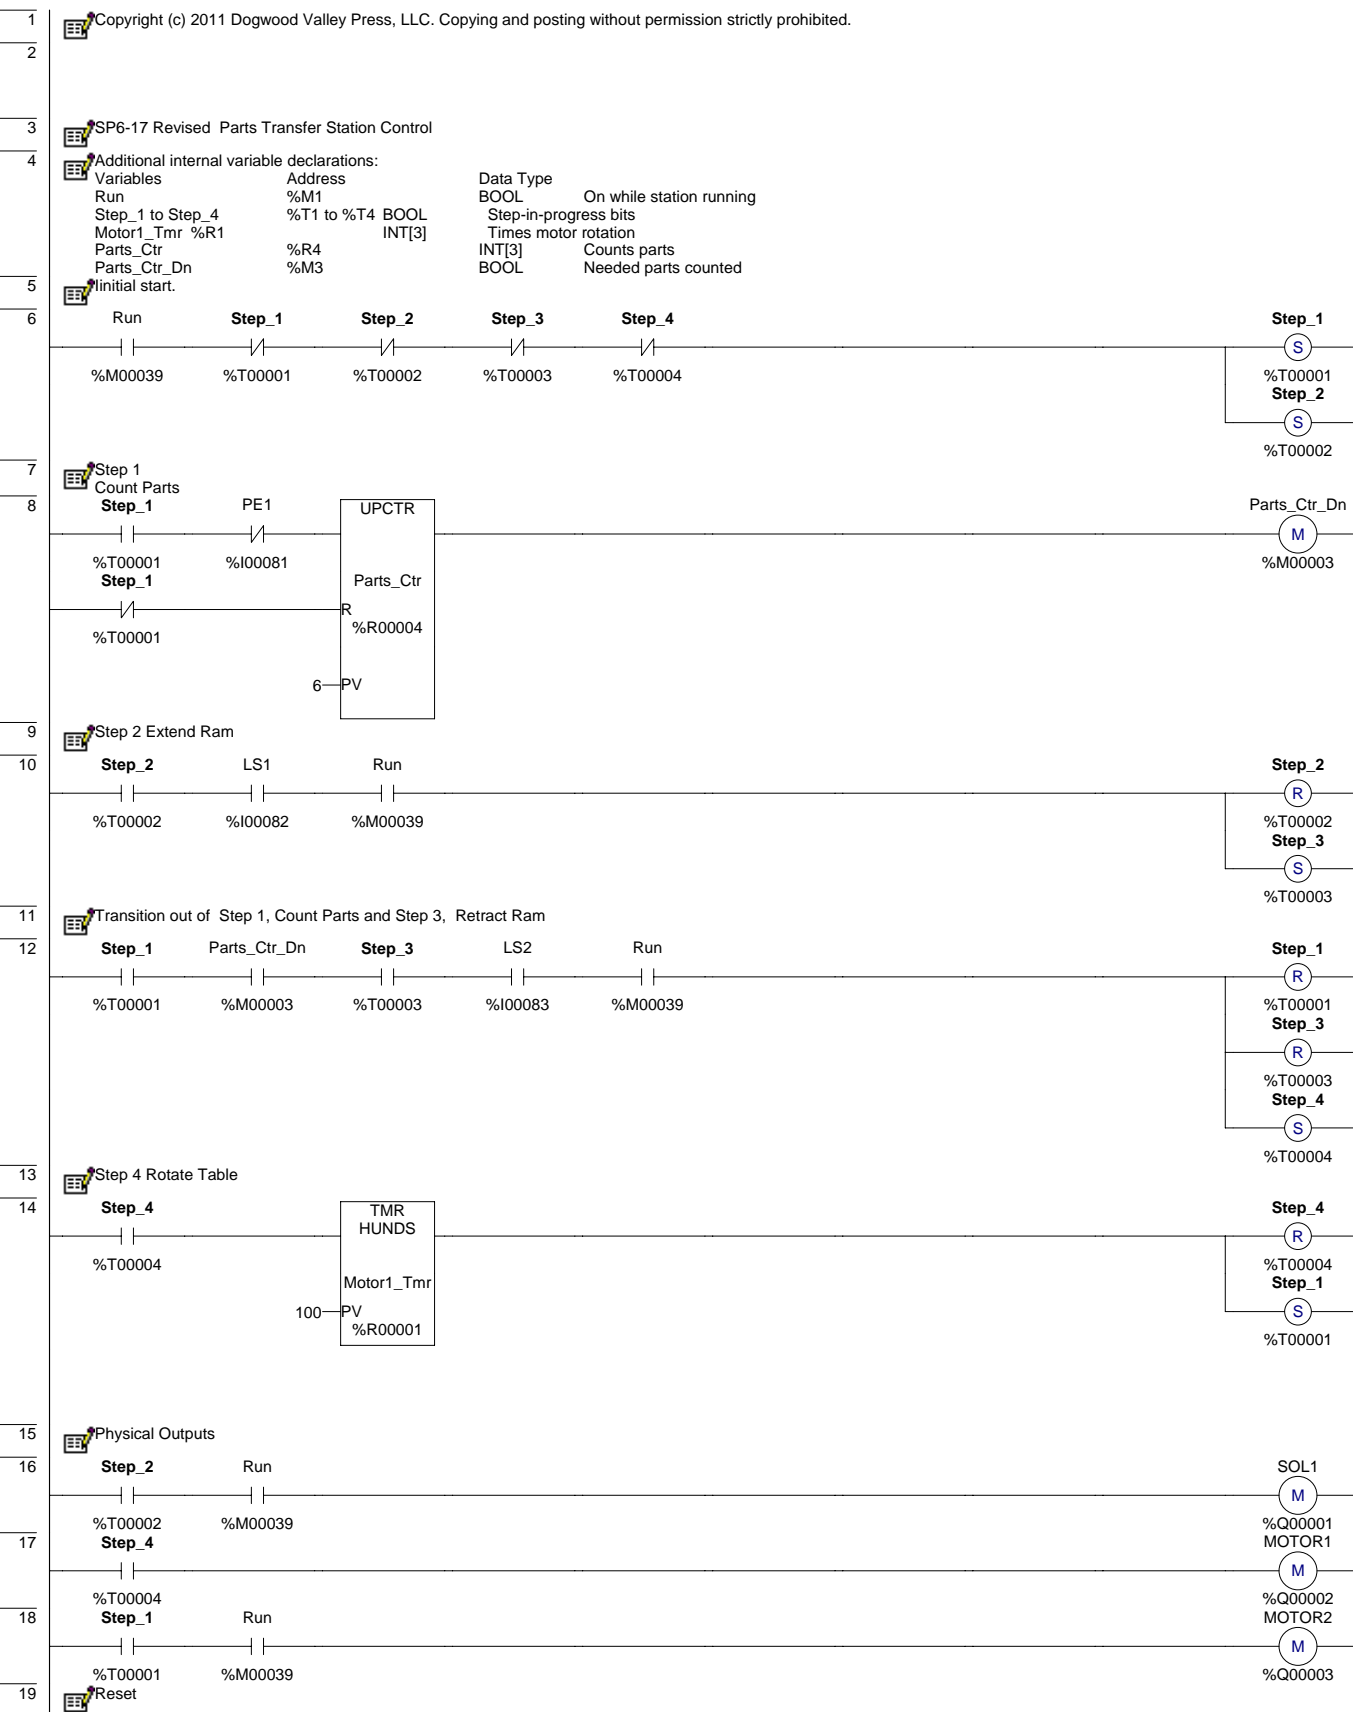 1 Copyright (c) 2011 Dogwood Valley Press, LLC. Copying and posting without permission strictly prohibited.
2
3 SP6-17 Revised  Parts Transfer Station Control
4 Additional internal variable declarations:
Variables Address Data Type
Run %M1 BOOL On while station running
Step_1 to Step_4 %T1 to %T4 BOOL Step-in-progress bits
Motor1_Tmr %R1 INT[3] Times motor rotation
Parts_Ctr %R4 INT[3] Counts parts
Parts_Ctr_Dn %M3 BOOL Needed parts counted
5 Iinitial start.
6 Run Step_1 Step_2 Step_3 Step_4 Step_1
S
%M00039 %T00001 %T00002 %T00003 %T00004 %T00001
Step_2
S
%T00002
7 Step 1
Count Parts
8 Step_1 PE1 UPCTR Parts_Ctr_Dn
M
%T00001 %I00081 %M00003
Step_1 Parts_Ctr
R
%R00004
%T00001
6 PV
9 Step 2 Extend Ram
10 Step_2 LS1 Run Step_2
R
%T00002 %I00082 %M00039 %T00002
Step_3
S
%T00003
11 Transition out of  Step 1, Count Parts and Step 3,  Retract Ram
12 Step_1 Parts_Ctr_Dn Step_3 LS2 Run Step_1
R
%T00001 %M00003 %T00003 %I00083 %M00039 %T00001
Step_3
R
%T00003
Step_4
S
%T00004
13 Step 4 Rotate Table
14 Step_4 TMR Step_4
HUNDS
R
%T00004 %T00004
Motor1_Tmr Step_1
100 PV S
%R00001
%T00001
15 Physical Outputs
16 Step_2 Run SOL1
M
%T00002 %M00039 %Q00001
17 Step_4 MOTOR1
M
%T00004 %Q00002
18 Step_1 Run MOTOR2
M
%T00001 %M00039 %Q00003
19 Reset